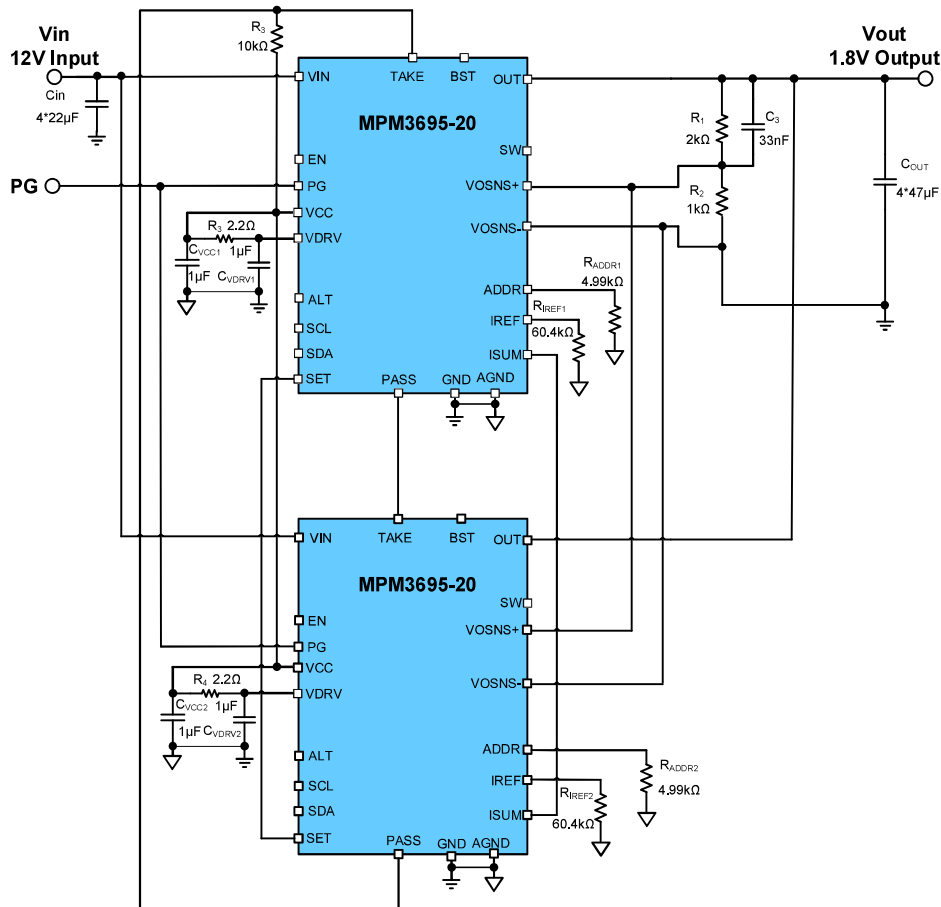 R3
10kΩ
Vin
12V Input
Vout
1.8V Output
VIN
TAKE
BST
OUT
Cin
4*22µF
MPM3695-20
R1
2kΩ
C3
33nF
EN
SW
PG
PG
VOSNS+
R2
1kΩ
COUT
4*47µF
VCC
R3 2.2Ω
VDRV
VOSNS-
CVCC1
1µF
1µF
CVDRV1
RADDR1
4.99kΩ
ALT
ADDR
RIREF1
60.4kΩ
SCL
IREF
SDA
ISUM
SET
PASS
GND
AGND
VIN
TAKE
BST
OUT
MPM3695-20
EN
SW
PG
VOSNS+
VCC
R4 2.2Ω
VDRV
VOSNS-
CVCC2
1µF
1µF
CVDRV2
ALT
ADDR
RADDR2
4.99kΩ
SCL
IREF
RIREF2
60.4kΩ
SDA
ISUM
SET
PASS
GND
AGND